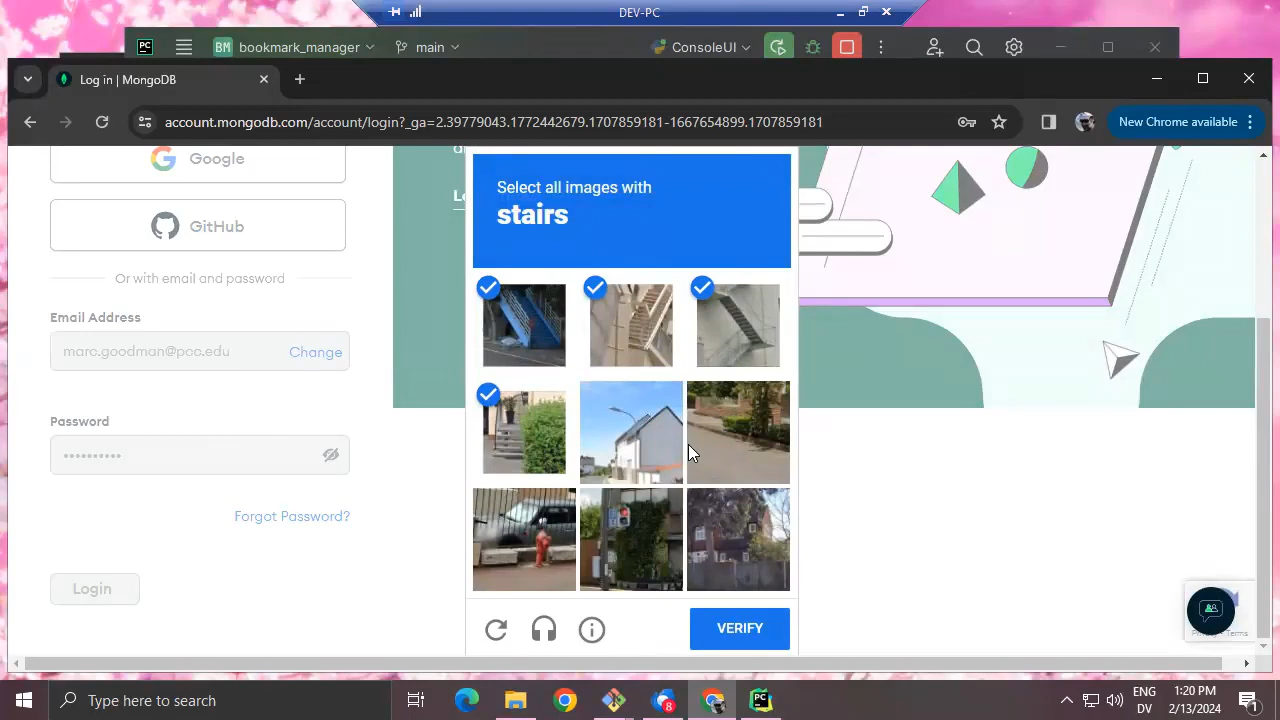 DEV-PC
PC
BM bookmark_manager
main
ConsoleUI
Log in | MongoDB
account.mongodb.com/account/login?_ga=2.39779043.1772442679.1707859181-1667654899.1707859181
New Chrome available
Google
GitHub
Or with email and password
Email Address
marc.goodman@pcc.edu
Change
Password
••••••••••
Forgot Password?
Login
Select all images with
stairs
VERIFY
Type here to search
8
PC
ENG
DV
1:20 PM
2/13/2024
1